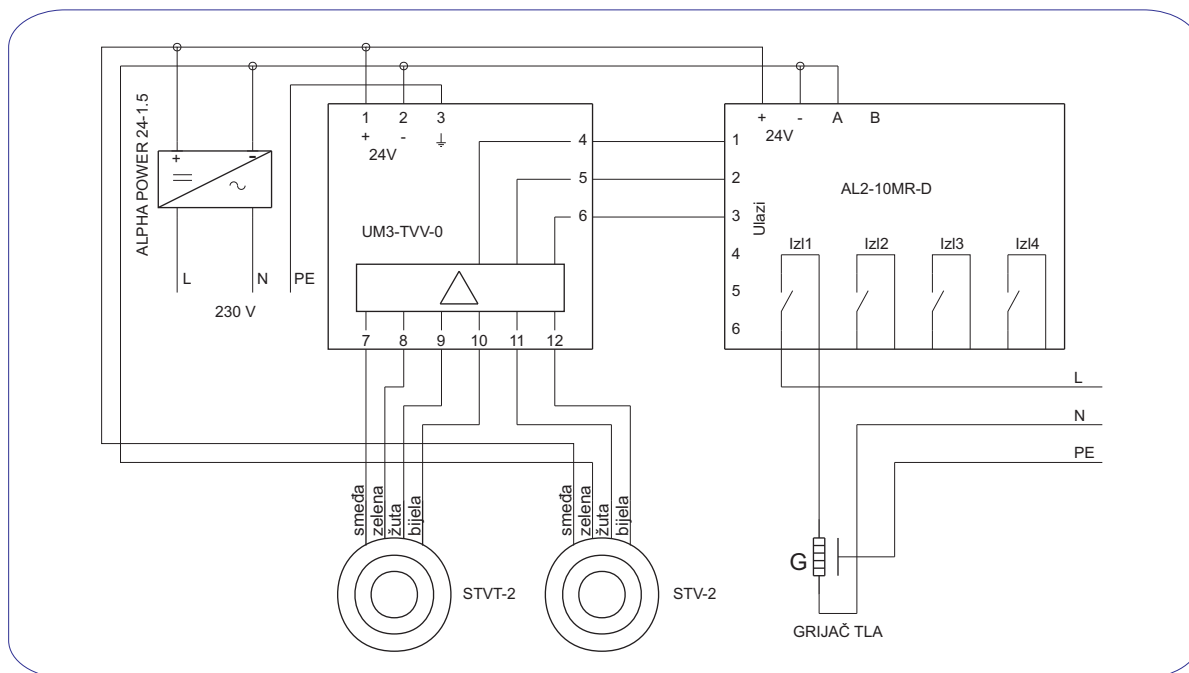 ALPHA POWER 24-1.5
+ -
L N PE
230 V
1 2 3
+ -
24V
4
5
6
UM3-TVV-0
7 8 9 10 11 12
smeđa
zelena
žuta
bijela
STVT-2
smeđa
zelena
žuta
bijela
STV-2
+ - A B
24V
1
2
3
4
5
6
Ulazi
AL2-10MR-D
Izl1 Izl2 Izl3 Izl4
L
N
PE
G
GRIJAČ TLA